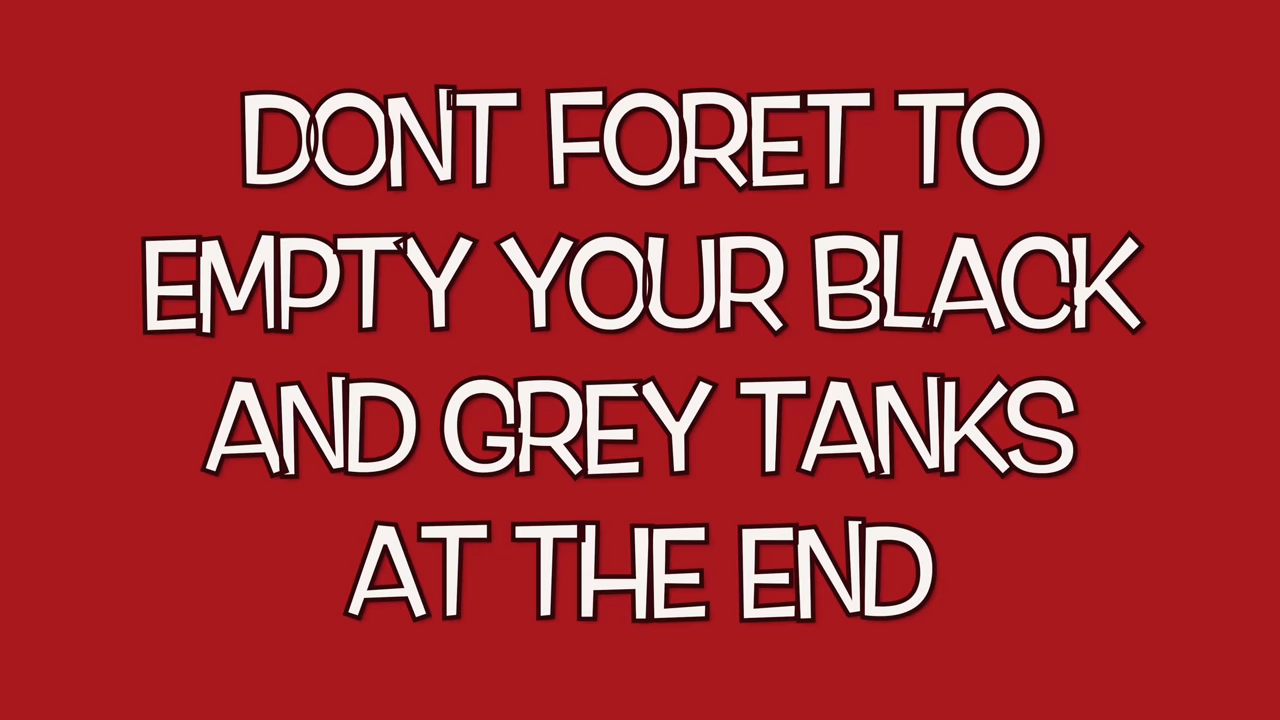 DONT FORET TO
EMPTY YOUR BLACK
AND GREY TANKS
AT THE END